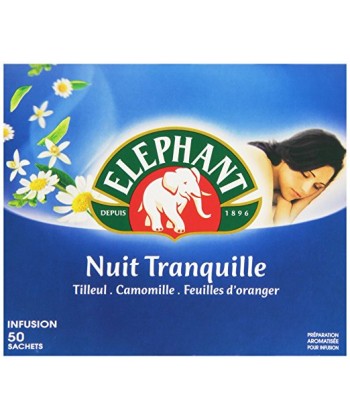 ELEPHANT
DEPUIS 1896
Nuit Tranquille
Tilleul . Camomille . Feuilles d'oranger
INFUSION
50
SACHETS
PRÉPARATION
AROMATISÉE
POUR INFUSION